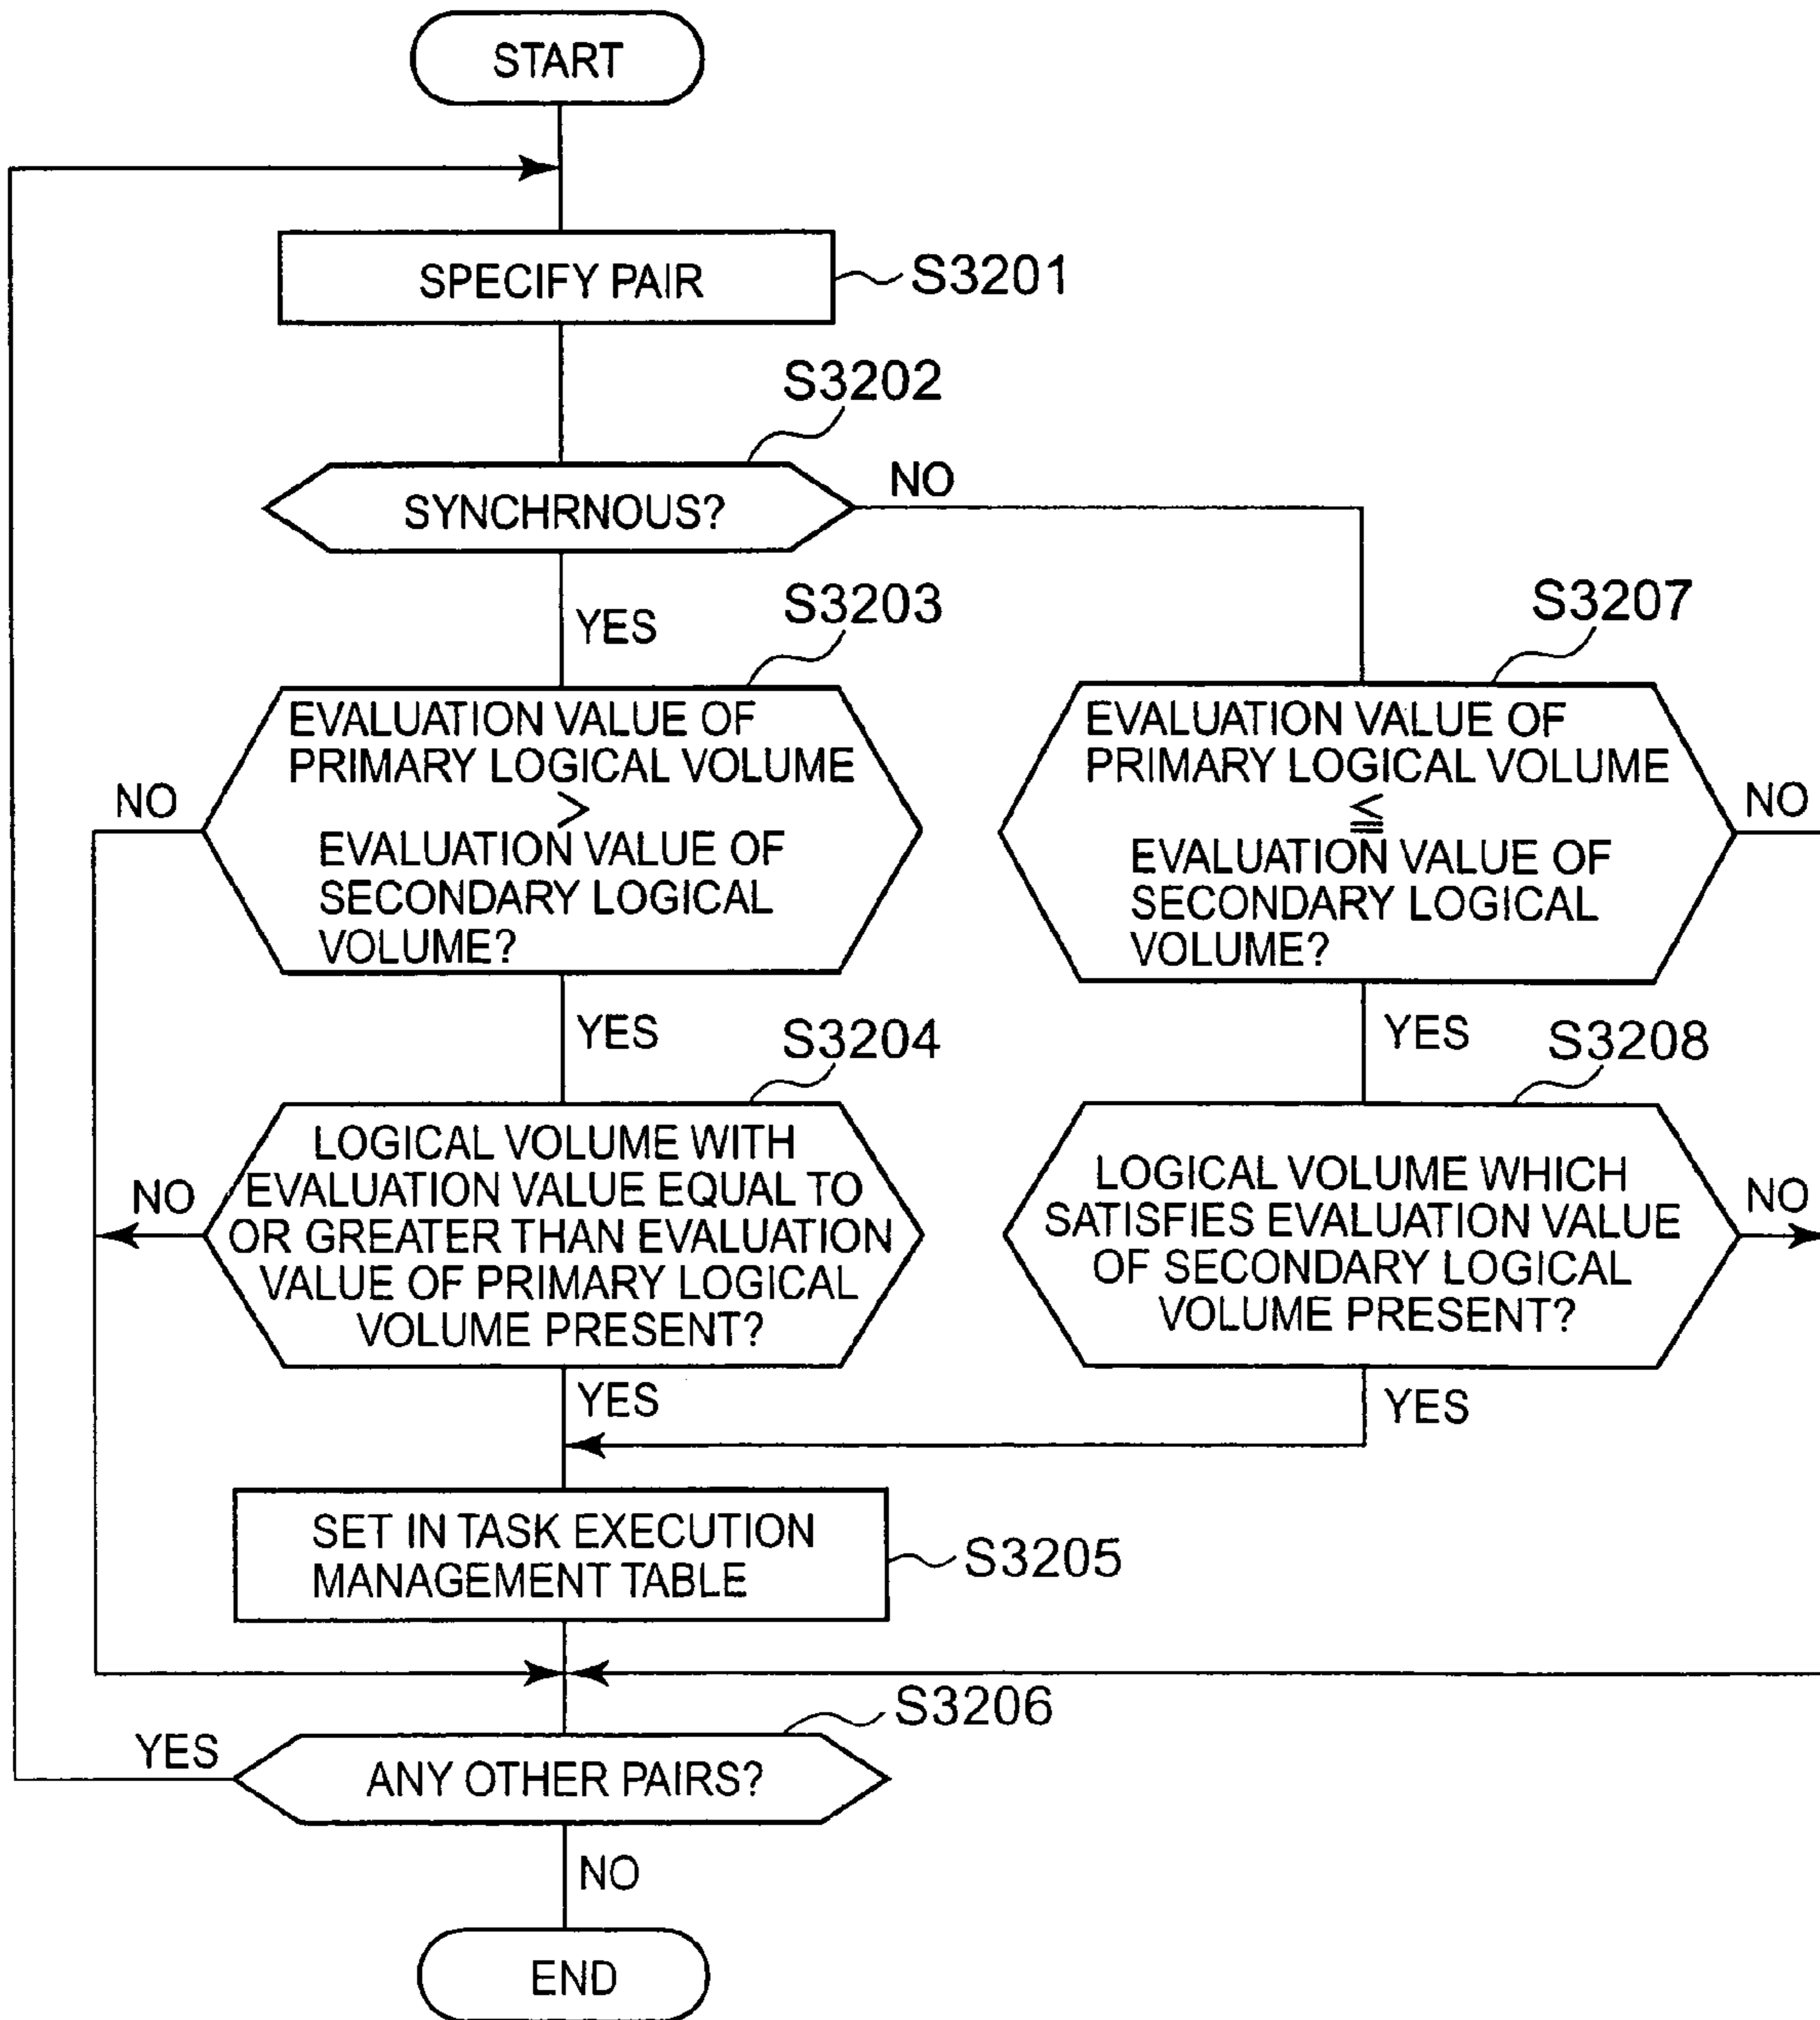 START
SPECIFY PAIR
S3201
S3202
SYNCHRNOUS?
NO
YES
S3203
S3207
EVALUATION VALUE OF
PRIMARY LOGICAL VOLUME
>
EVALUATION VALUE OF
SECONDARY LOGICAL
VOLUME?
NO
EVALUATION VALUE OF
PRIMARY LOGICAL VOLUME
≦
EVALUATION VALUE OF
SECONDARY LOGICAL
VOLUME?
NO
YES
S3204
YES
S3208
LOGICAL VOLUME WITH
EVALUATION VALUE EQUAL TO
OR GREATER THAN EVALUATION
VALUE OF PRIMARY LOGICAL
VOLUME PRESENT?
NO
LOGICAL VOLUME WHICH
SATISFIES EVALUATION VALUE
OF SECONDARY LOGICAL
VOLUME PRESENT?
NO
YES
YES
SET IN TASK EXECUTION
MANAGEMENT TABLE
S3205
S3206
YES
ANY OTHER PAIRS?
NO
END